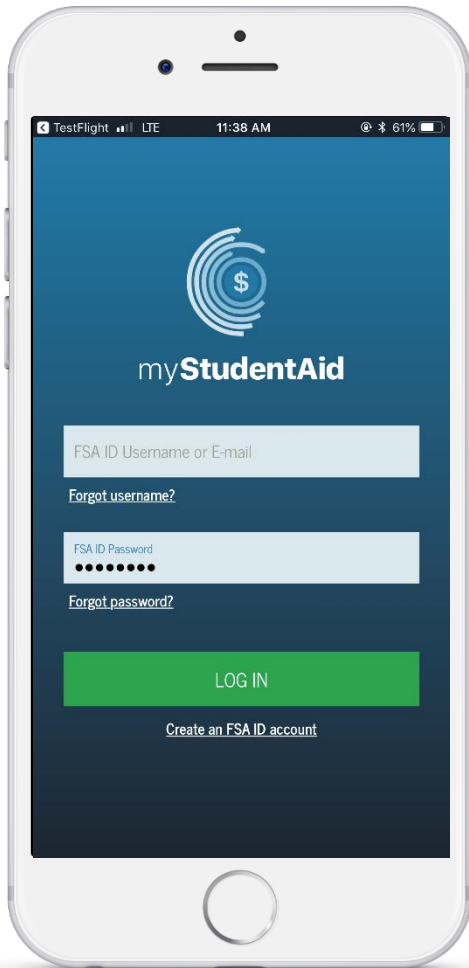 TestFlight LTE 11:38 AM 61%
$
myStudentAid
FSA ID Username or E-mail
Forgot username?
FSA ID Password
Forgot password?
LOG IN
Create an FSA ID account